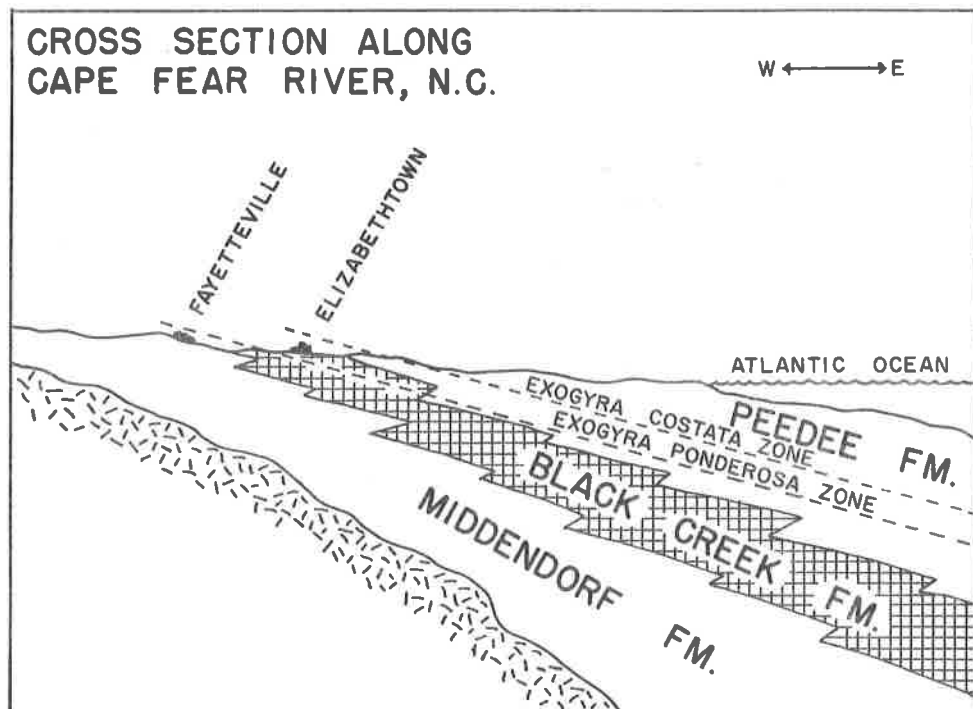 CROSS SECTION ALONG
CAPE FEAR RIVER, N.C.
W E
FAYETTEVILLE
ELIZABETHTOWN
ATLANTIC OCEAN
EXOGYRA COSTATA ZONE
EXOGYRA PONDEROSA ZONE
PEEDEE FM.
BLACK CREEK FM.
MIDDENDORF FM.